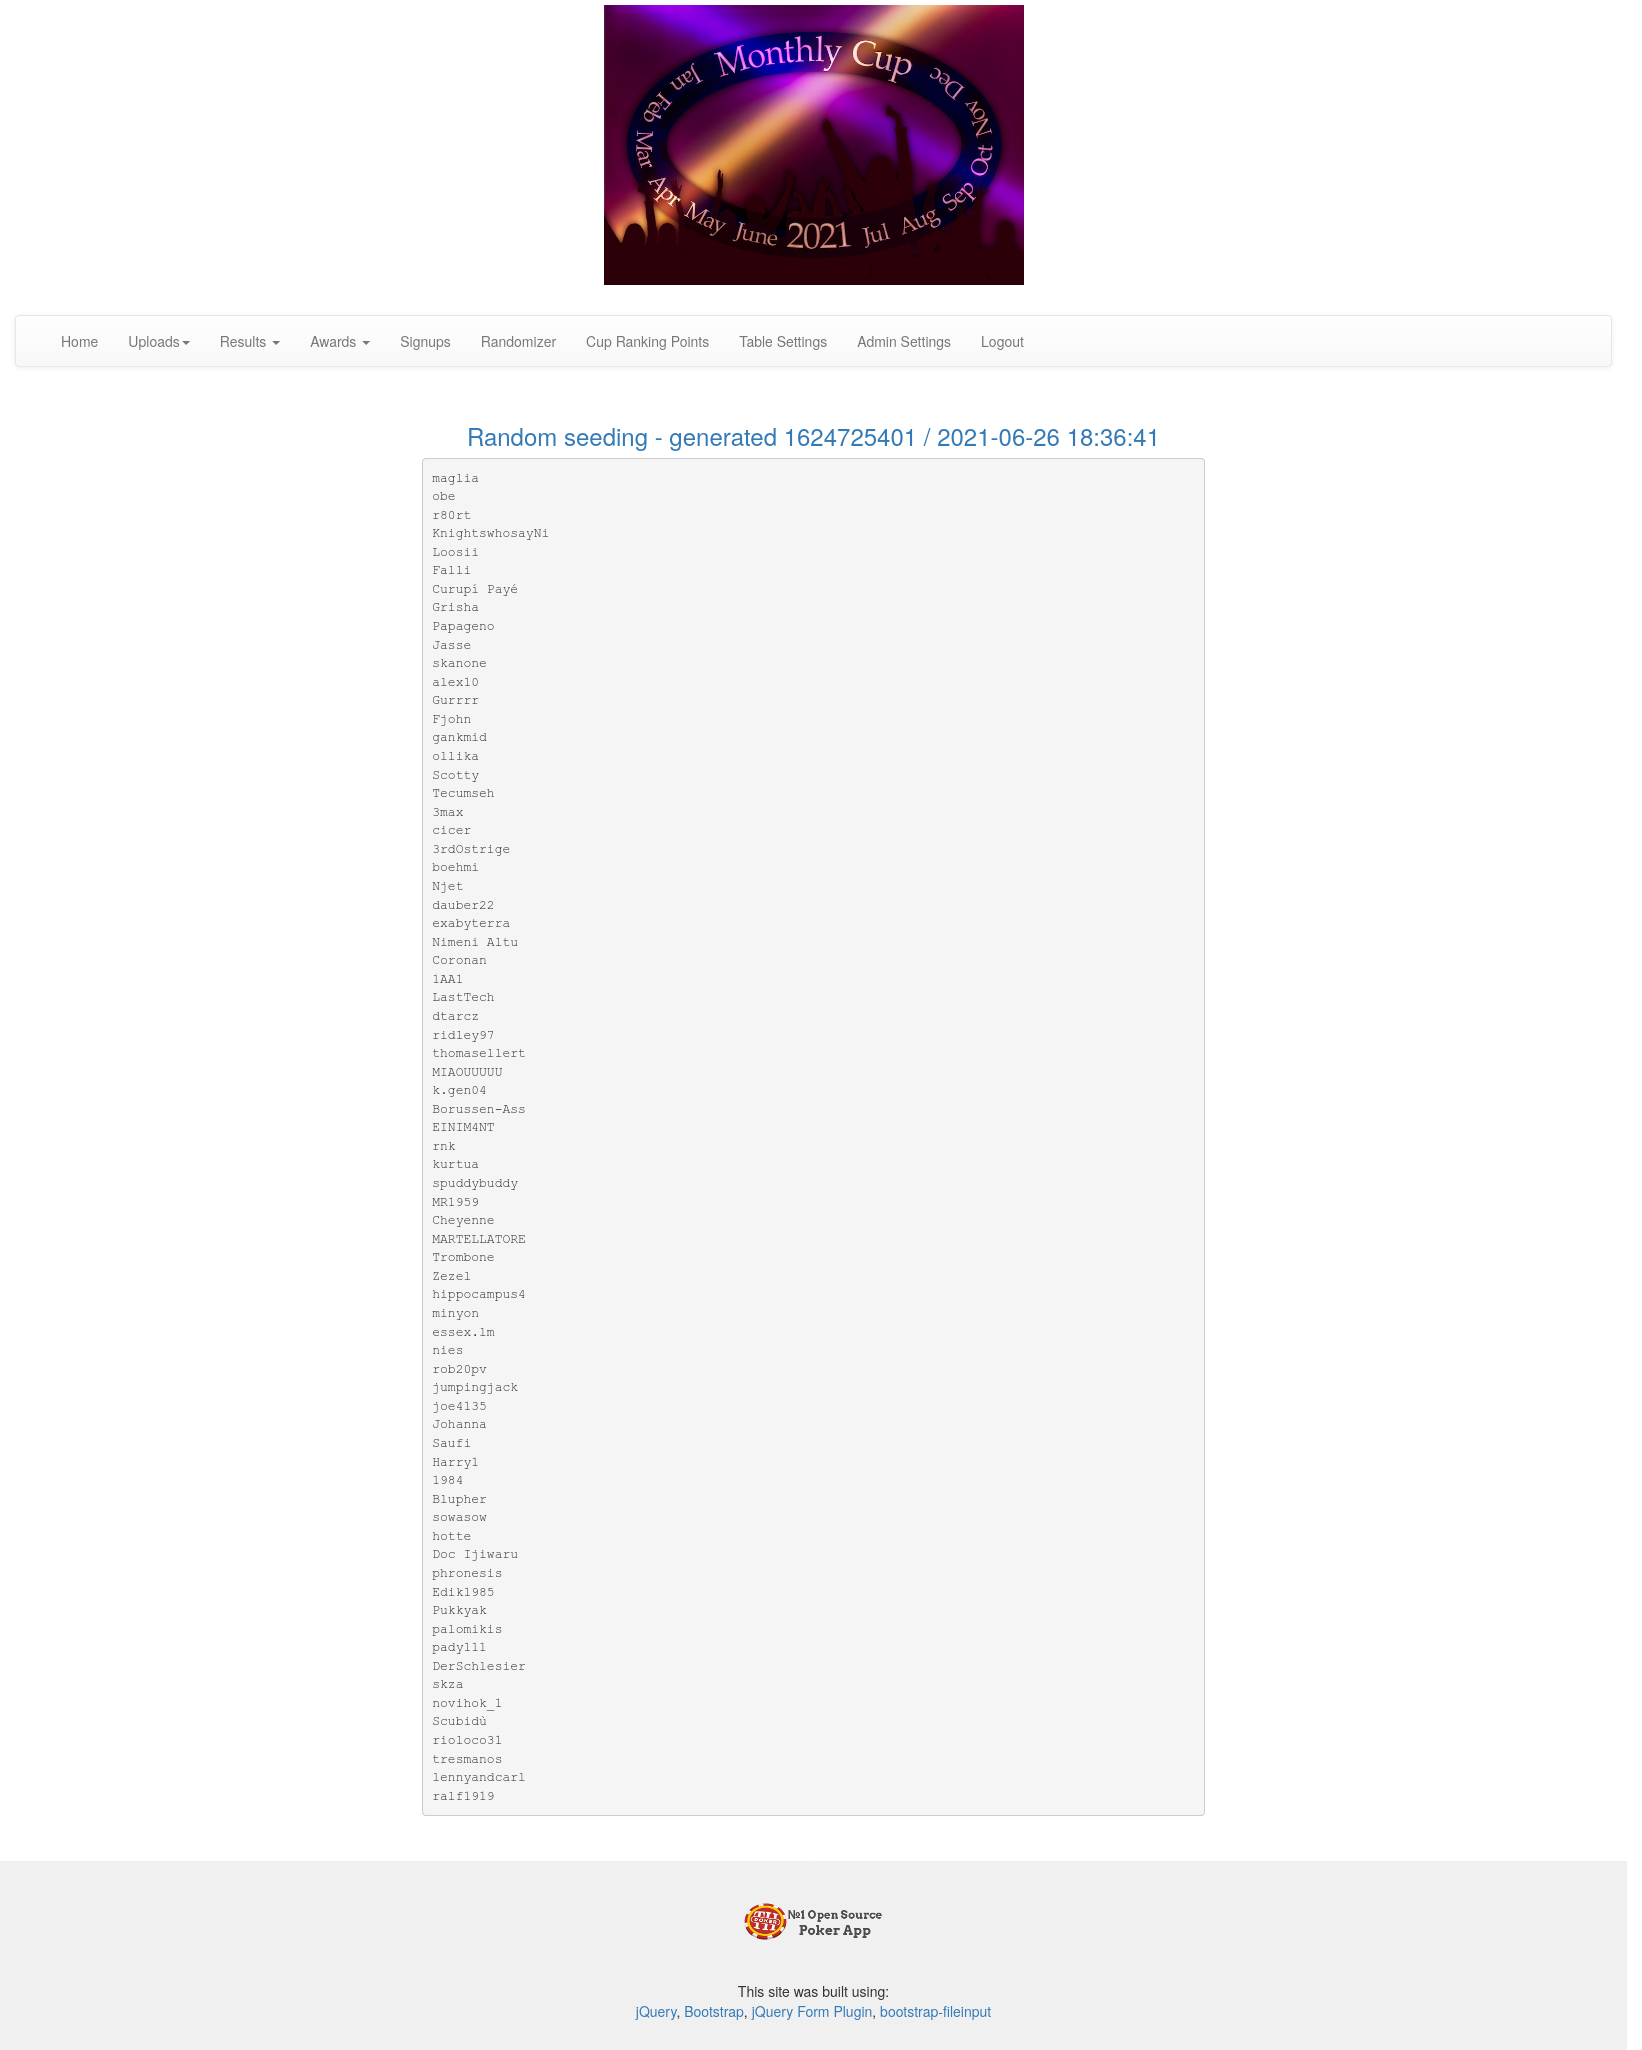 Monthly Cup
Jan Feb Mar Apr May June 2021 Jul Aug Sep Oct Nov Dec
Home Uploads Results Awards Signups Randomizer Cup Ranking Points Table Settings Admin Settings Logout
Random seeding - generated 1624725401 / 2021-06-26 18:36:41
maglia
obe
r80rt
KnightswhosayNi
Loosii
Falli
Curupí Payé
Grisha
Papageno
Jasse
skanone
alex10
Gurrrr
Fjohn
gankmid
ollika
Scotty
Tecumseh
3max
cicer
3rdOstrige
boehmi
Njet
dauber22
exabyterra
Nimeni Altu
Coronan
1AA1
LastTech
dtarcz
ridley97
thomasellert
MIAOUUUUU
k.gen04
Borussen-Ass
EINIM4NT
rnk
kurtua
spuddybuddy
MR1959
Cheyenne
MARTELLATORE
Trombone
Zezel
hippocampus4
minyon
essex.lm
nies
rob20pv
jumpingjack
joe4135
Johanna
Saufi
Harry1
1984
Blupher
sowasow
hotte
Doc Ijiwaru
phronesis
Edik1985
Pukkyak
palomikis
pady111
DerSchlesier
skza
novihok_1
Scubidù
rioloco31
tresmanos
lennyandcarl
ralf1919
№1 Open Source
Poker App
This site was built using:
jQuery, Bootstrap, jQuery Form Plugin, bootstrap-fileinput